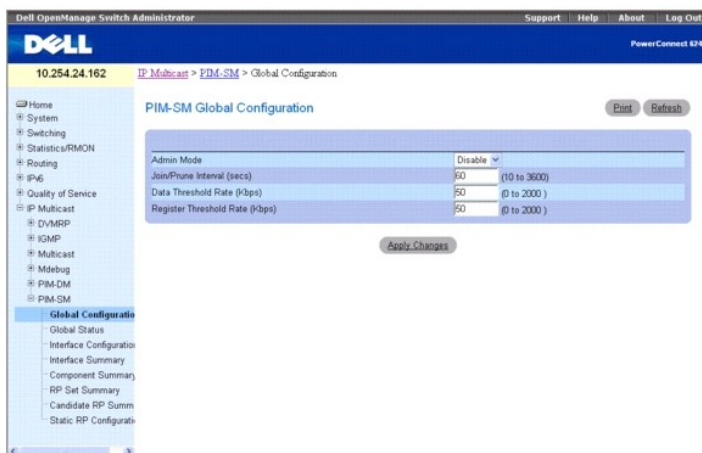 Dell OpenManage Switch Administrator
Support Help About Log Out
DELL
PowerConnect 624
10.254.24.162
IP Multicast > PIM-SM > Global Configuration
Home
System
Switching
Statistics/RMON
Routing
IPv6
Quality of Service
IP Multicast
DVMRP
IGMP
Multicast
Mdebug
PIM-DM
PIM-SM
Global Configuratio
Global Status
Interface Configuration
Interface Summary
Component Summary
RP Set Summary
Candidate RP Summ
Static RP Configurati
PIM-SM Global Configuration
Print Refresh
Admin Mode Disable
Join/Prune Interval (secs) 60 (10 to 3600)
Data Threshold Rate (Kbps) 50 (0 to 2000 )
Register Threshold Rate (Kbps) 50 (0 to 2000 )
Apply Changes